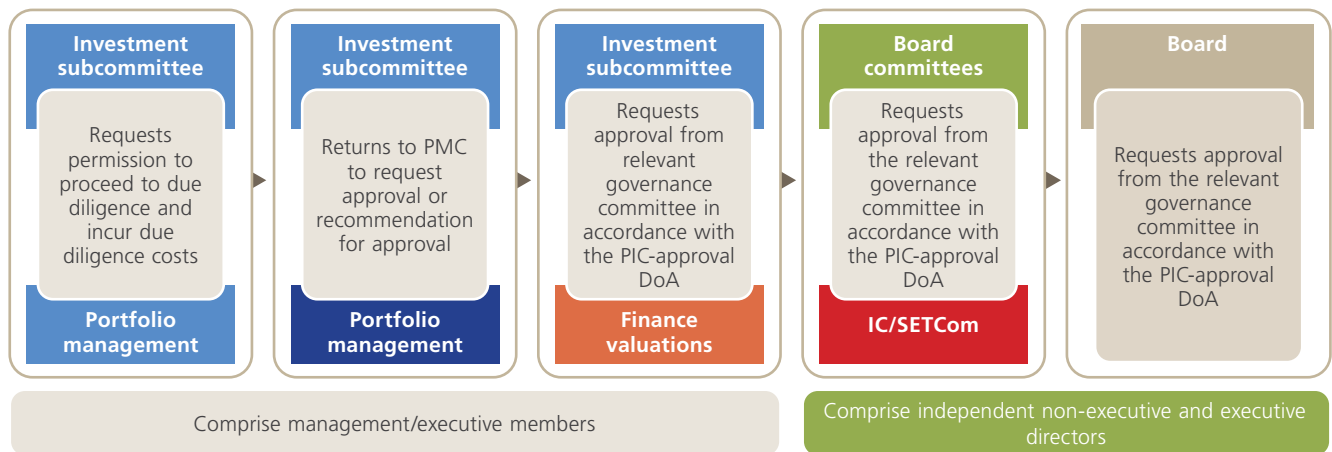 Investment
subcommittee
Requests
permission to
proceed to due
diligence and
incur due
diligence costs
Portfolio
management
Investment
subcommittee
Returns to PMC
to request
approval or
recommendation
for approval
Portfolio
management
Investment
subcommittee
Requests
approval from
relevant
governance
committee in
accordance with
the PIC-approval
DoA
Finance
valuations
Board
committees
Requests
approval from
the relevant
governance
committee in
accordance with
the PIC-approval
DoA
IC/SETCom
Board
Requests approval
from the relevant
governance
committee in
accordance with
the PIC-approval
DoA
Comprise management/executive members
Comprise independent non-executive and executive
directors